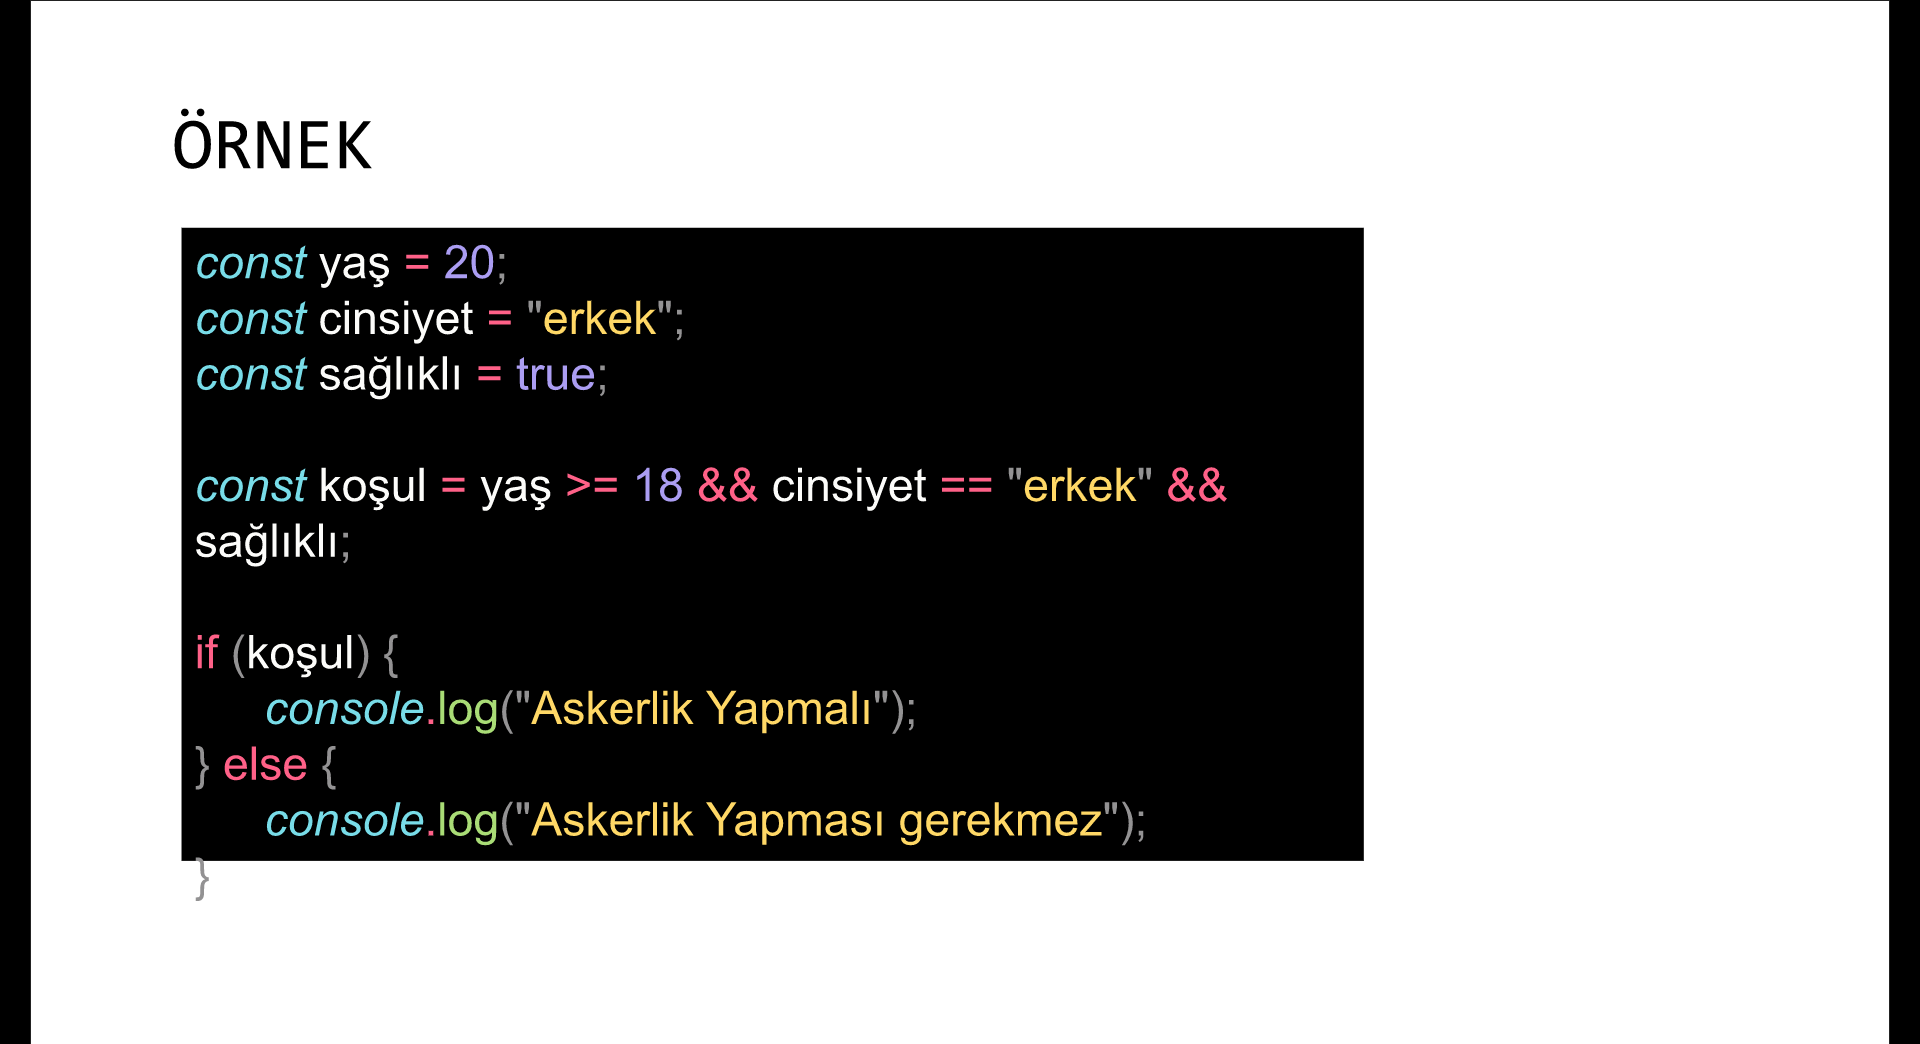 ÖRNEK
const yaş = 20;
const cinsiyet = "erkek";
const sağlıklı = true;
const koşul = yaş >= 18 && cinsiyet == "erkek" &&
sağlıklı;
if (koşul) {
console.log("Askerlik Yapmalı");
} else {
console.log("Askerlik Yapması gerekmez");
}